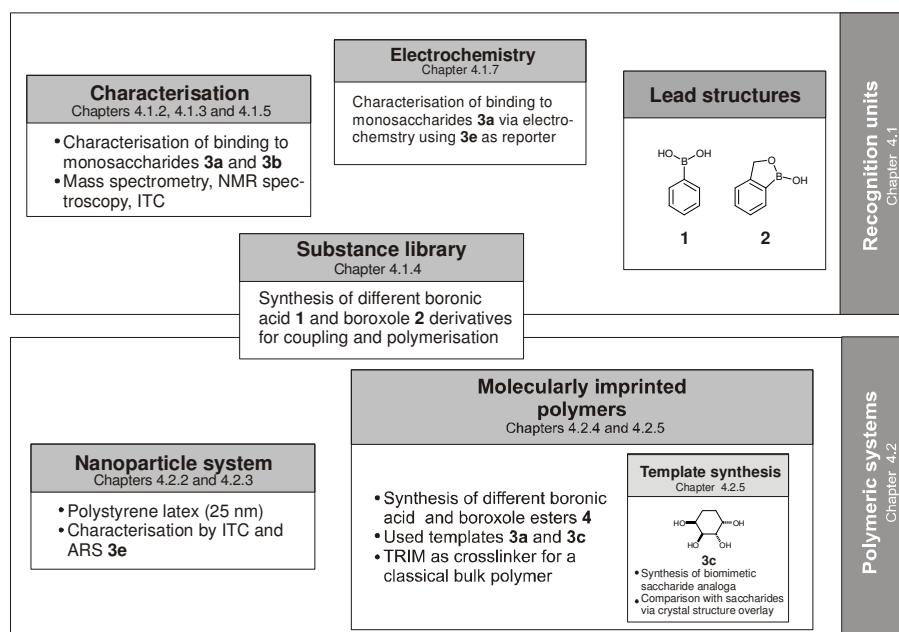 Electrochemistry
Chapter 4.1.7
Characterisation of binding to
monosaccharides 3a via electro-
chemstry using 3e as reporter
Characterisation
Chapters 4.1.2, 4.1.3 and 4.1.5
• Characterisation of binding to
monosaccharides 3a and 3b
• Mass spectrometry, NMR spec-
troscopy, ITC
Lead structures
HO B OH
O
B OH
1 2
Recognition units
Chapter 4.1
Substance library
Chapter 4.1.4
Synthesis of different boronic
acid 1 and boroxole 2 derivatives
for coupling and polymerisation
Molecularly imprinted
polymers
Chapters 4.2.4 and 4.2.5
• Synthesis of different boronic
acid and boroxole esters 4
• Used templates 3a and 3c
• TRIM as crosslinker for a
classical bulk polymer
Template synthesis
Chapter 4.2.5
HO OH
HO OH
3c
• Synthesis of biomimetic
saccharide analoga
• Comparison with saccharides
via crystal structure overlay
Nanoparticle system
Chapters 4.2.2 and 4.2.3
• Polystyrene latex (25 nm)
• Characterisation by ITC and
ARS 3e
Polymeric systems
Chapter 4.2